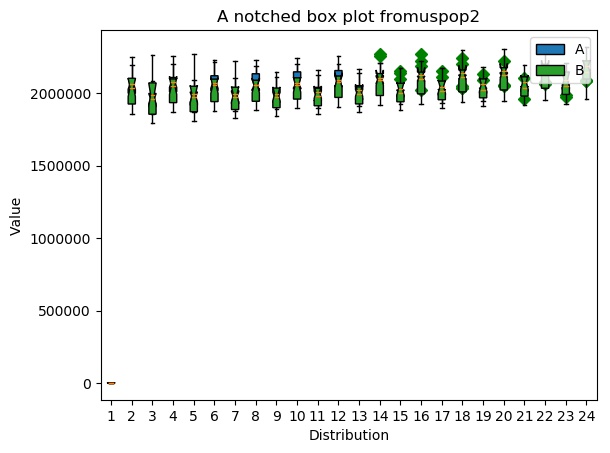 A notched box plot fromuspop2
A
B
2000000
1500000
1000000
500000
0
Value
1 2 3 4 5 6 7 8 9 10 11 12 13 14 15 16 17 18 19 20 21 22 23 24
Distribution